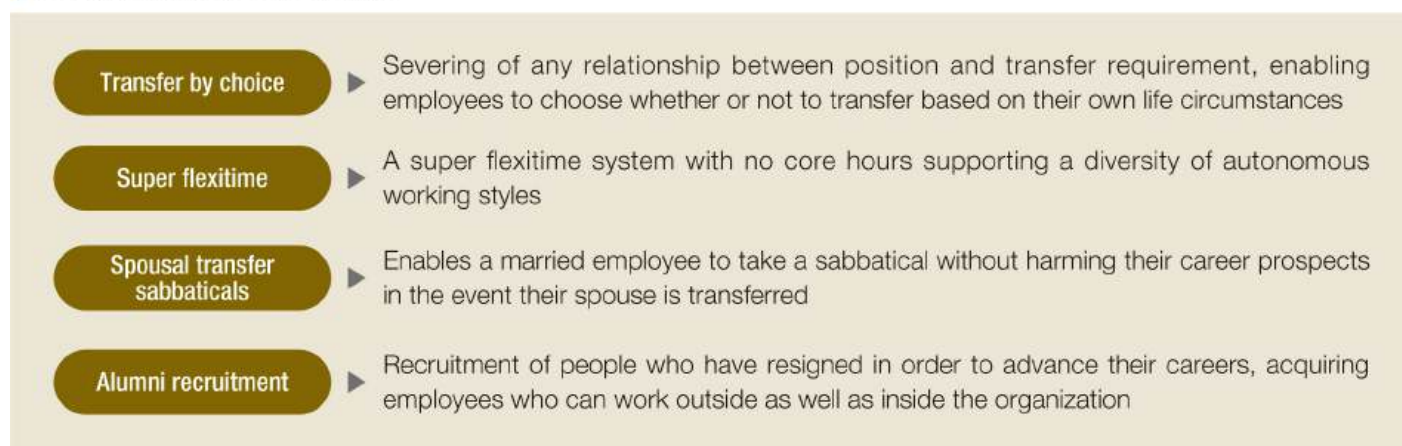 Transfer by choice
Severing of any relationship between position and transfer requirement, enabling
employees to choose whether or not to transfer based on their own life circumstances
Super flexitime
A super flexitime system with no core hours supporting a diversity of autonomous
working styles
Spousal transfer
sabbaticals
Enables a married employee to take a sabbatical without harming their career prospects
in the event their spouse is transferred
Alumni recruitment
Recruitment of people who have resigned in order to advance their careers, acquiring
employees who can work outside as well as inside the organization